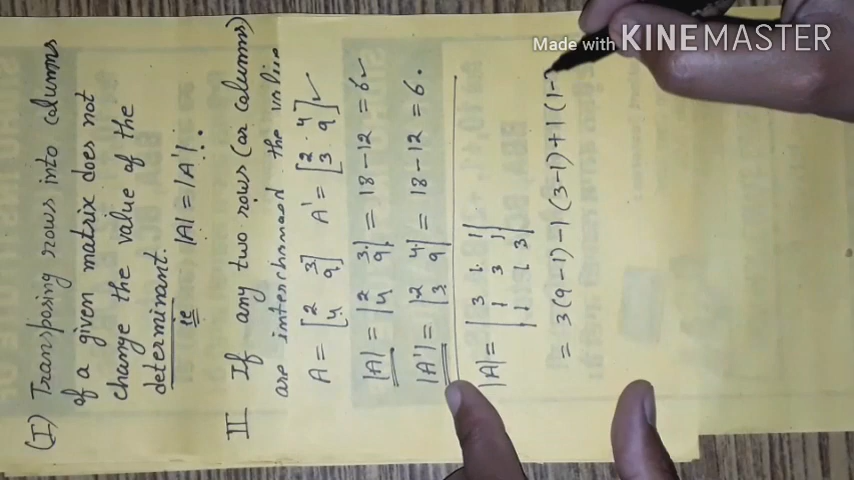 Made with KINEMASTER
(I) Transposing rows into columns
of a given matrix does not
change the value of the
determinant.
ie |A| = |A'|.
II If any two rows (or columns)
are interchanged the value
A = [2 3 A' = [2 4
4 9] 3 9]
|A| = |2 3
4 9| = 18-12 = 6
|A'| = |2 4
3 9| = 18-12 = 6.
|A| = |3 1 1
1 3 1
1 1 3|
= 3(9-1)-1(3-1)+1(1-